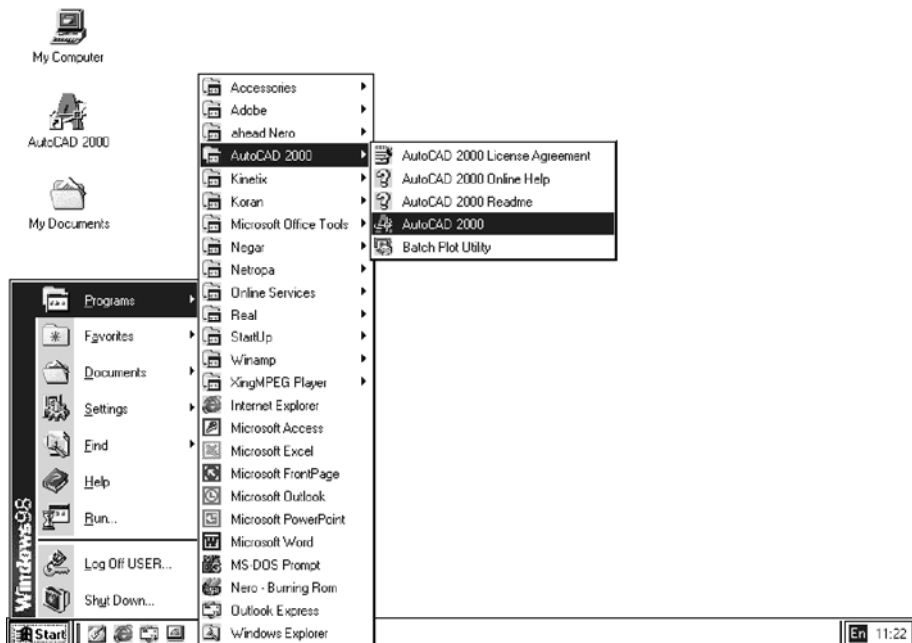 My Computer
AutoCAD 2000
My Documents
Programs
Favorites
Documents
Settings
Find
Help
Run...
Log Off USER...
Shut Down...
Windows98
Accessories
Adobe
ahead Nero
AutoCAD 2000
Kinetix
Koran
Microsoft Office Tools
Negar
Netropa
Online Services
Real
StartUp
Winamp
XingMPEG Player
Internet Explorer
Microsoft Access
Microsoft Excel
Microsoft FrontPage
Microsoft Outlook
Microsoft PowerPoint
Microsoft Word
MS-DOS Prompt
Nero - Burning Rom
Outlook Express
Windows Explorer
AutoCAD 2000 License Agreement
AutoCAD 2000 Online Help
AutoCAD 2000 Readme
AutoCAD 2000
Batch Plot Utility
Start
En 11:22